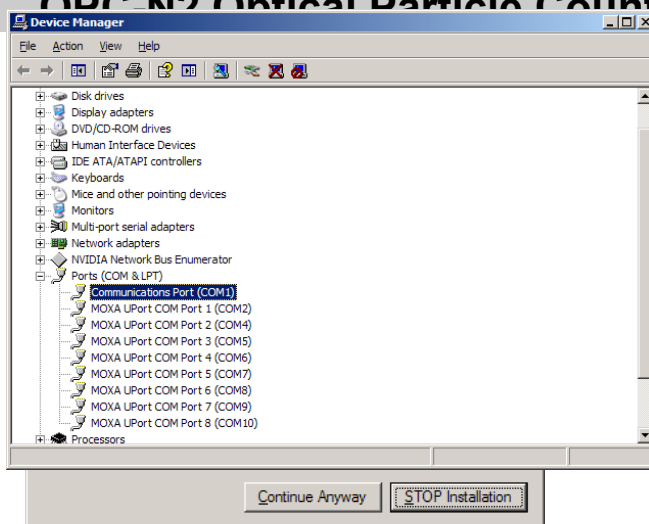 OPC-N2 Optical Particle Count
Device Manager
File Action View Help
Disk drives
Display adapters
DVD/CD-ROM drives
Human Interface Devices
IDE ATA/ATAPI controllers
Keyboards
Mice and other pointing devices
Monitors
Multi-port serial adapters
Network adapters
NVIDIA Network Bus Enumerator
Ports (COM & LPT)
Communications Port (COM1)
MOXA UPort COM Port 1 (COM2)
MOXA UPort COM Port 2 (COM4)
MOXA UPort COM Port 3 (COM5)
MOXA UPort COM Port 4 (COM6)
MOXA UPort COM Port 5 (COM7)
MOXA UPort COM Port 6 (COM8)
MOXA UPort COM Port 7 (COM9)
MOXA UPort COM Port 8 (COM10)
Processors
Continue Anyway STOP Installation